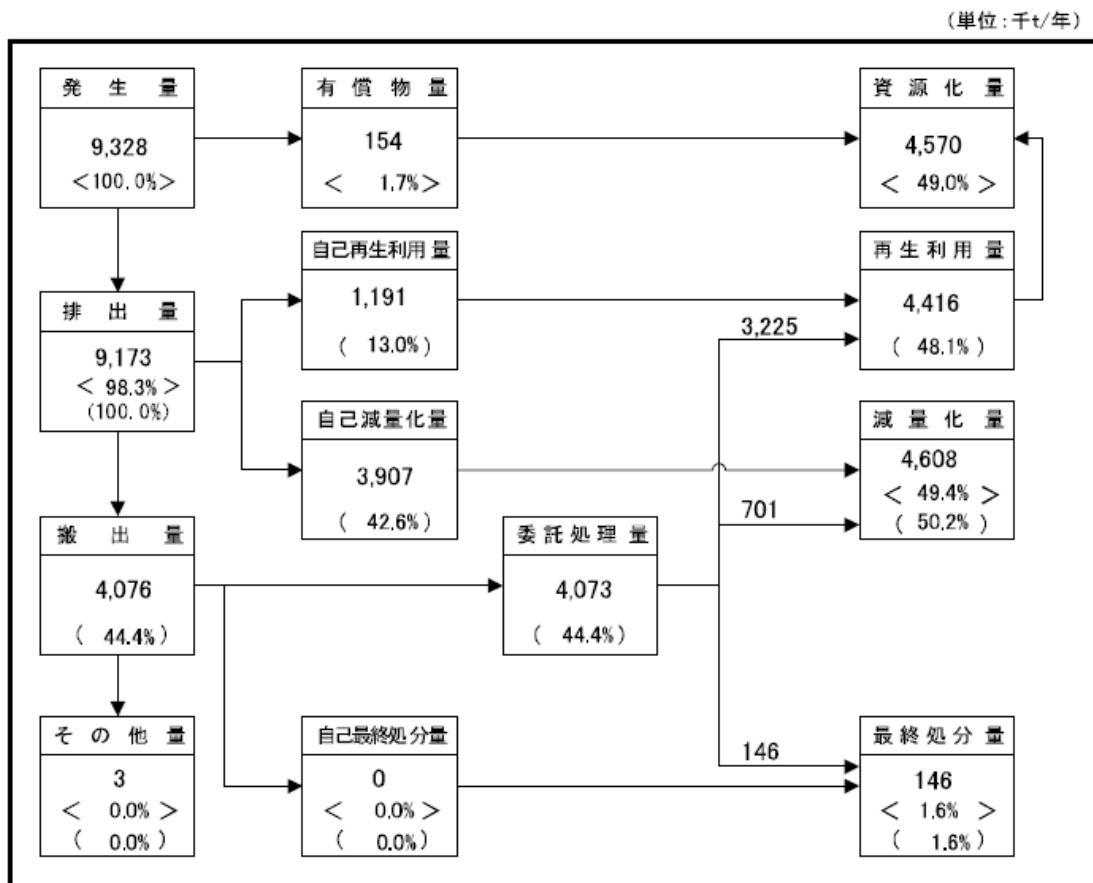 (単位:千t/年)
発生量
9,328
<100.0%>
有償物量
154
< 1.7%>
資源化量
4,570
< 49.0% >
排出量
9,173
< 98.3% >
(100.0%)
自己再生利用量
1,191
( 13.0%)
再生利用量
4,416
( 48.1%)
3,225
自己減量化量
3,907
( 42.6%)
減量化量
4,608
< 49.4% >
( 50.2% )
701
搬出量
4,076
( 44.4%)
委託処理量
4,073
( 44.4%)
その他量
3
< 0.0% >
( 0.0%)
自己最終処分量
0
< 0.0% >
( 0.0%)
146
最終処分量
146
< 1.6% >
( 1.6%)